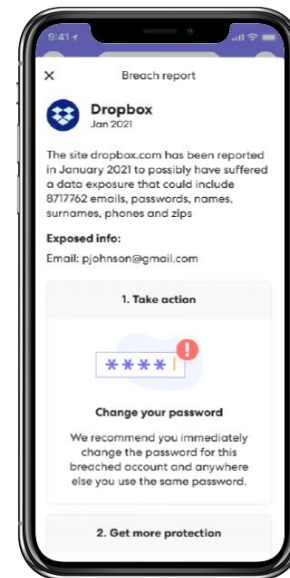 9:41
Breach report
Dropbox
Jan 2021
The site dropbox.com has been reported
in January 2021 to possibly have suffered
a data exposure that could include
8717762 emails, passwords, names,
surnames, phones and zips
Exposed info:
Email: pjohnson@gmail.com
1. Take action
****
Change your password
We recommend you immediately
change the password for this
breached account and anywhere
else you use the same password.
2. Get more protection